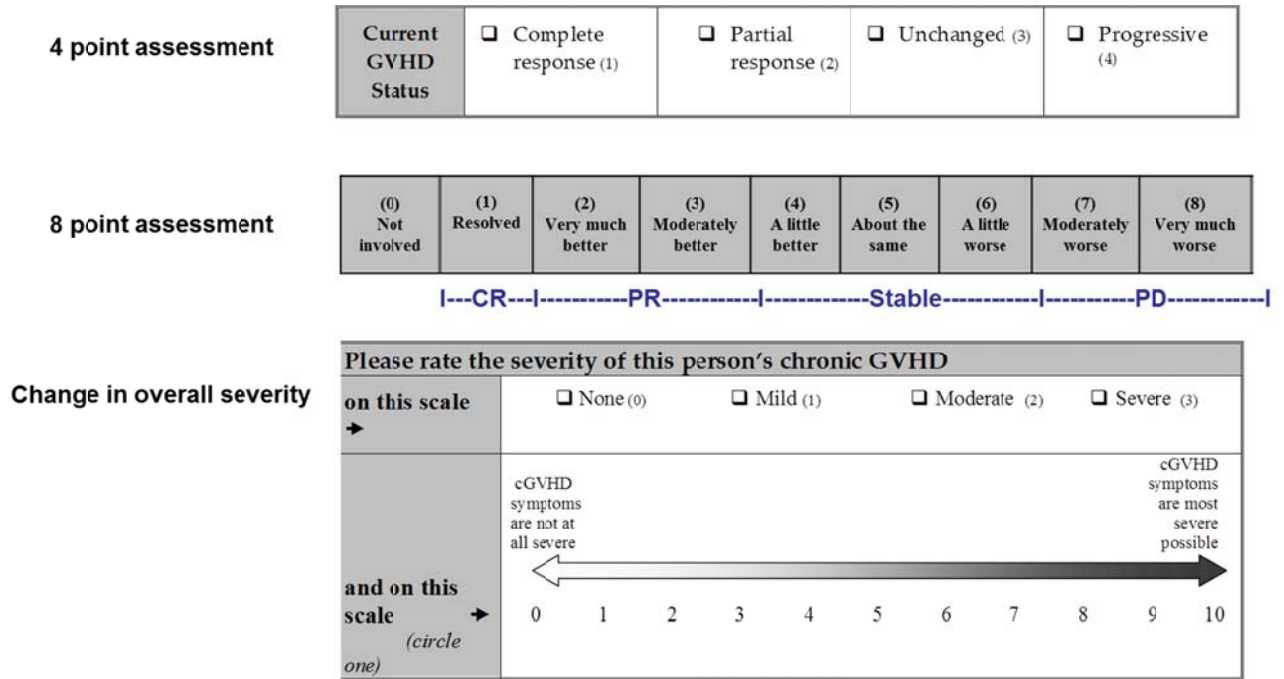 4 point assessment
Current
GVHD
Status
❑ Complete
response (1)
❑ Partial
response (2)
❑ Unchanged (3)
❑ Progressive
(4)
8 point assessment
(0)
Not
involved
(1)
Resolved
(2)
Very much
better
(3)
Moderately
better
(4)
A little
better
(5)
About the
same
(6)
A little
worse
(7)
Moderately
worse
(8)
Very much
worse
I---CR---I-----------PR------------I-------------Stable------------I-----------PD------------I
Change in overall severity
Please rate the severity of this person's chronic GVHD
on this scale
➔
❑ None (0) ❑ Mild (1) ❑ Moderate (2) ❑ Severe (3)
cGVHD
symptoms
are not at
all severe
cGVHD
symptoms
are most
severe
possible
and on this
scale ➔
(circle
one)
0 1 2 3 4 5 6 7 8 9 10